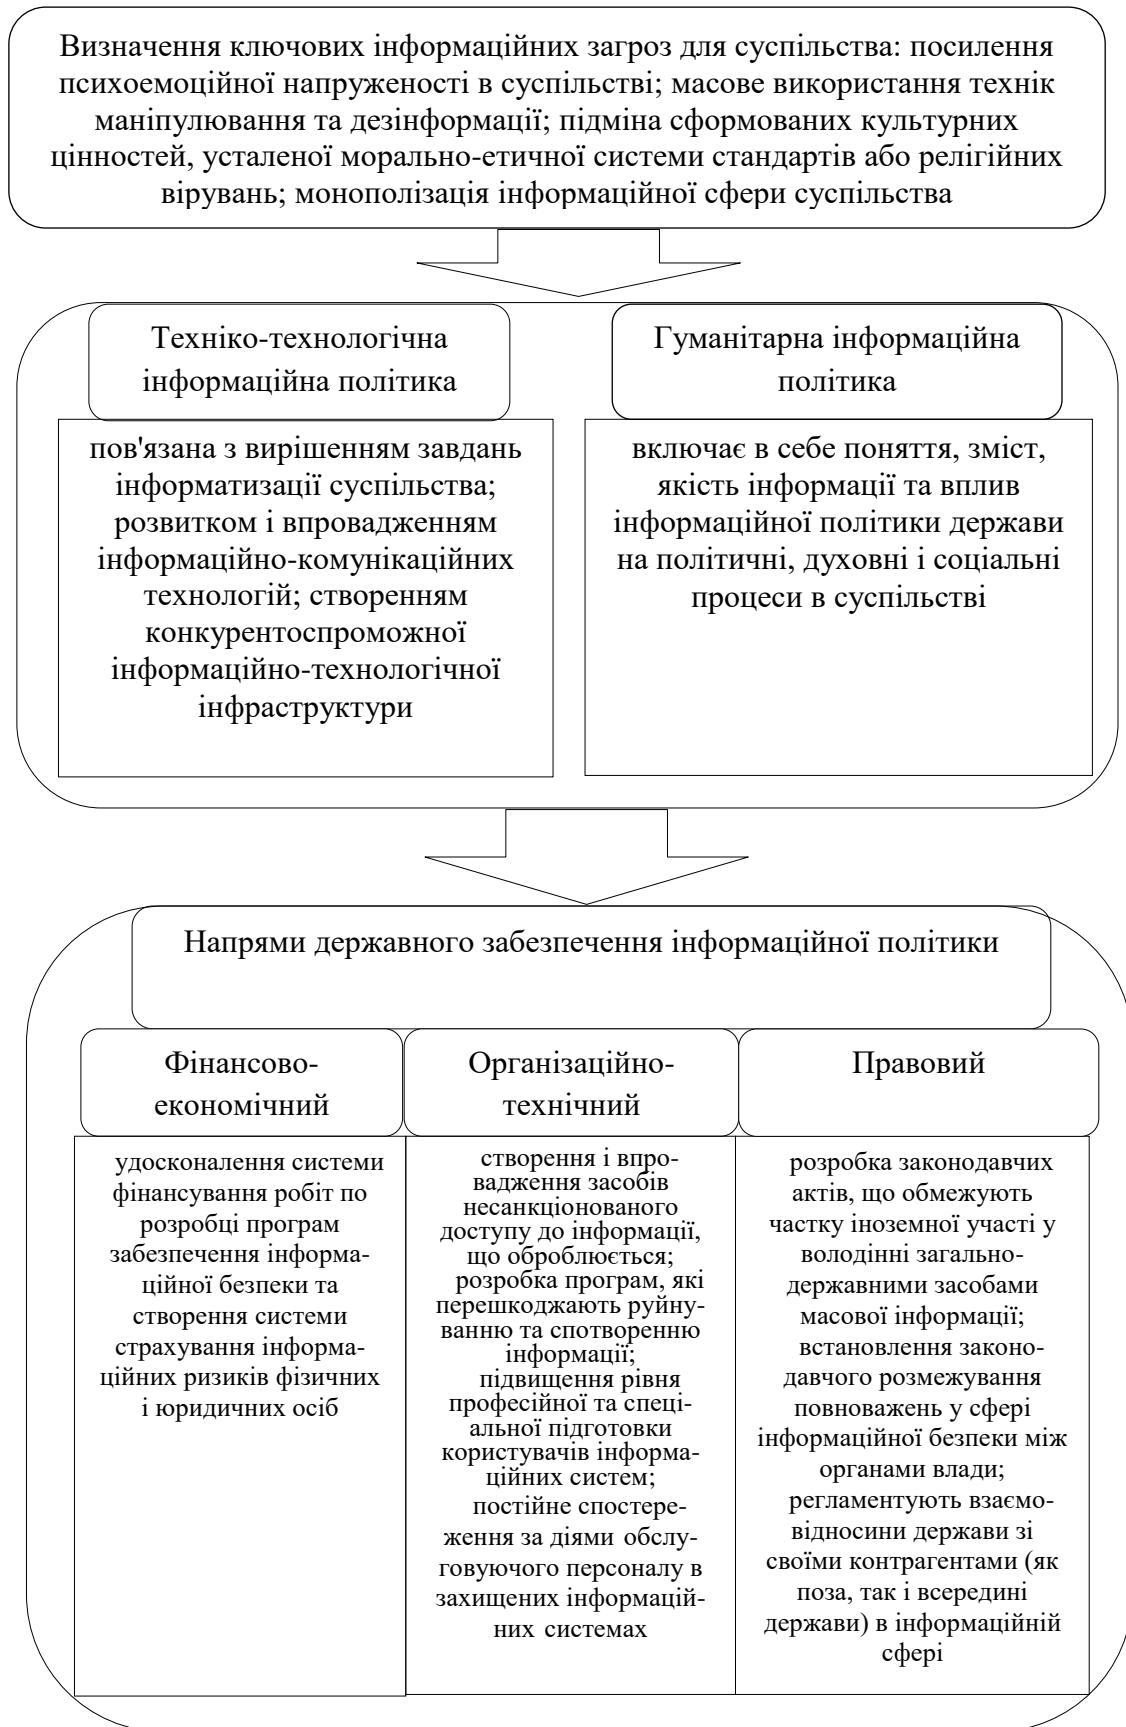 Визначення ключових інформаційних загроз для суспільства: посилення
психоемоційної напруженості в суспільстві; масове використання технік
маніпулювання та дезінформації; підміна сформованих культурних
цінностей, усталеної морально-етичної системи стандартів або релігійних
вірувань; монополізація інформаційної сфери суспільства
Техніко-технологічна
інформаційна політика
пов'язана з вирішенням завдань
інформатизації суспільства;
розвитком і впровадженням
інформаційно-комунікаційних
технологій; створенням
конкурентоспроможної
інформаційно-технологічної
інфраструктури
Гуманітарна інформаційна
політика
включає в себе поняття, зміст,
якість інформації та вплив
інформаційної політики держави
на політичні, духовні і соціальні
процеси в суспільстві
Напрями державного забезпечення інформаційної політики
Фінансово-
економічний
удосконалення системи
фінансування робіт по
розробці програм
забезпечення інформа-
ційної безпеки та
створення системи
страхування інформа-
ційних ризиків фізичних
і юридичних осіб
Організаційно-
технічний
створення і впро-
вадження засобів
несанкціонованого
доступу до інформації,
що оброблюється;
розробка програм, які
перешкоджають руйну-
ванню та спотворенню
інформації;
підвищення рівня
професійної та спеці-
альної підготовки
користувачів інформа-
ційних систем;
постійне спостере-
ження за діями обслу-
говуючого персоналу в
захищених інформацій-
них системах
Правовий
розробка законодавчих
актів, що обмежують
частку іноземної участі у
володінні загально-
державними засобами
масової інформації;
встановлення законо-
давчого розмежування
повноважень у сфері
інформаційної безпеки між
органами влади;
регламентують взаємо-
відносини держави зі
своїми контрагентами (як
поза, так і всередині
держави) в інформаційній
сфері